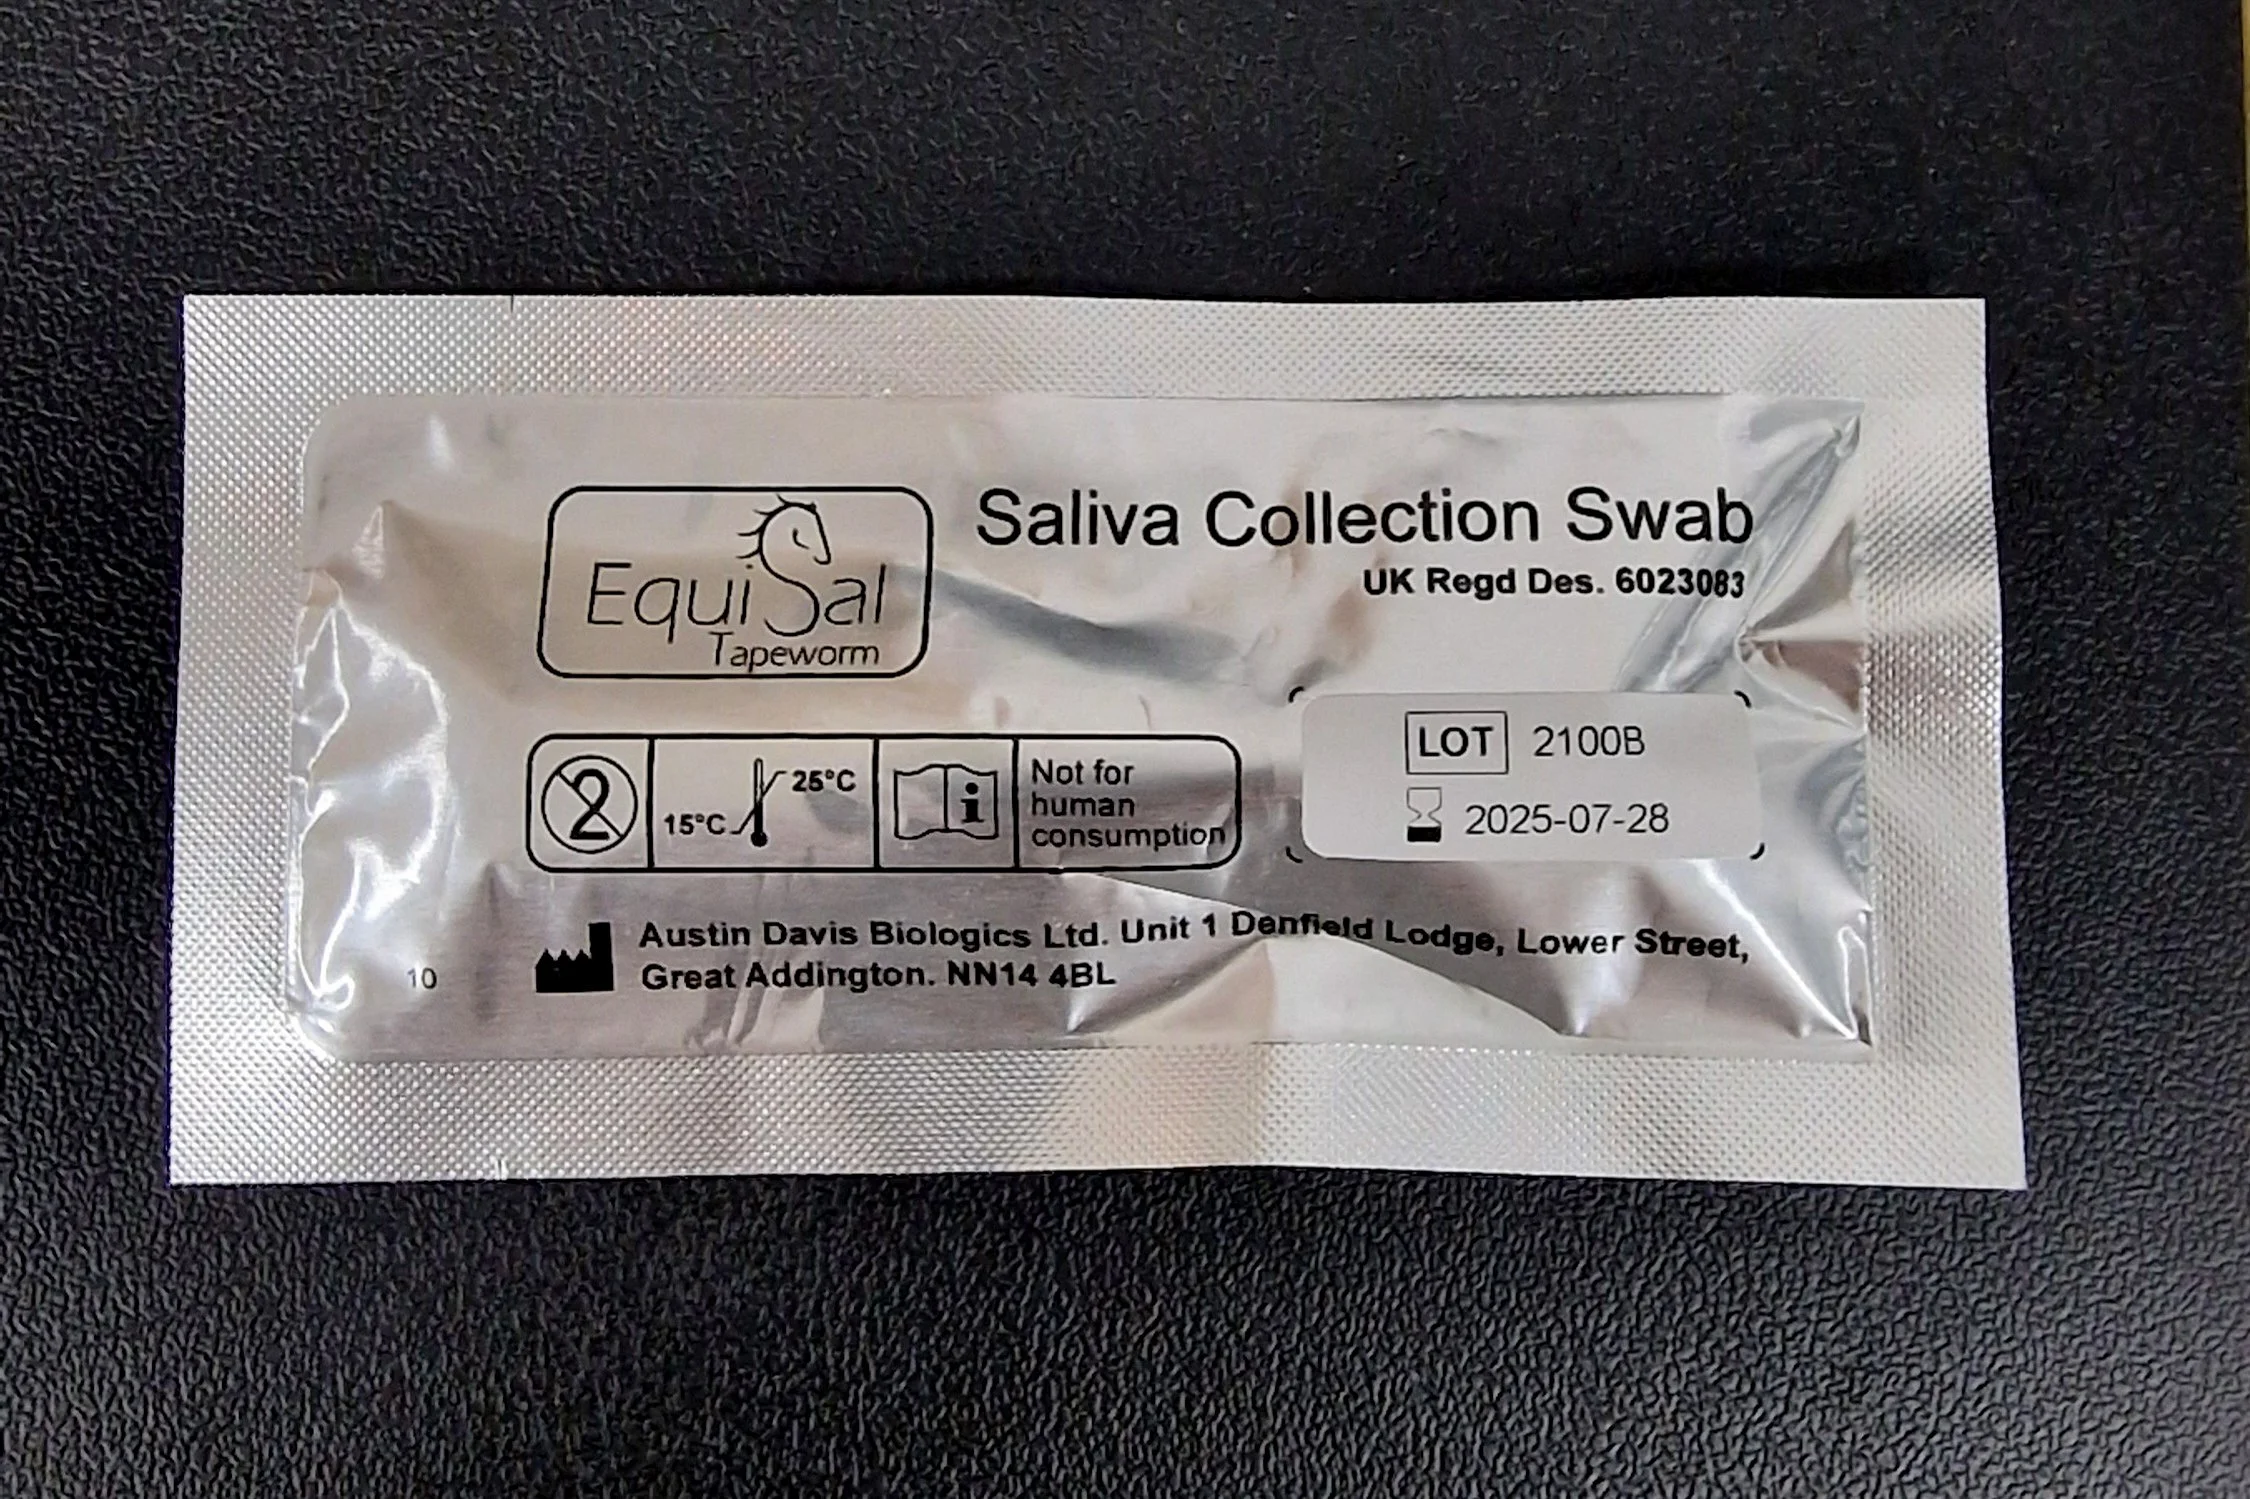 EquiSal
Tapeworm
Saliva Collection Swab
UK Regd Des. 6023083
2
15°C
25°C
i
Not for
human
consumption
LOT 2100B
2025-07-28
Austin Davis Biologics Ltd. Unit 1 Denfield Lodge, Lower Street,
Great Addington. NN14 4BL
10